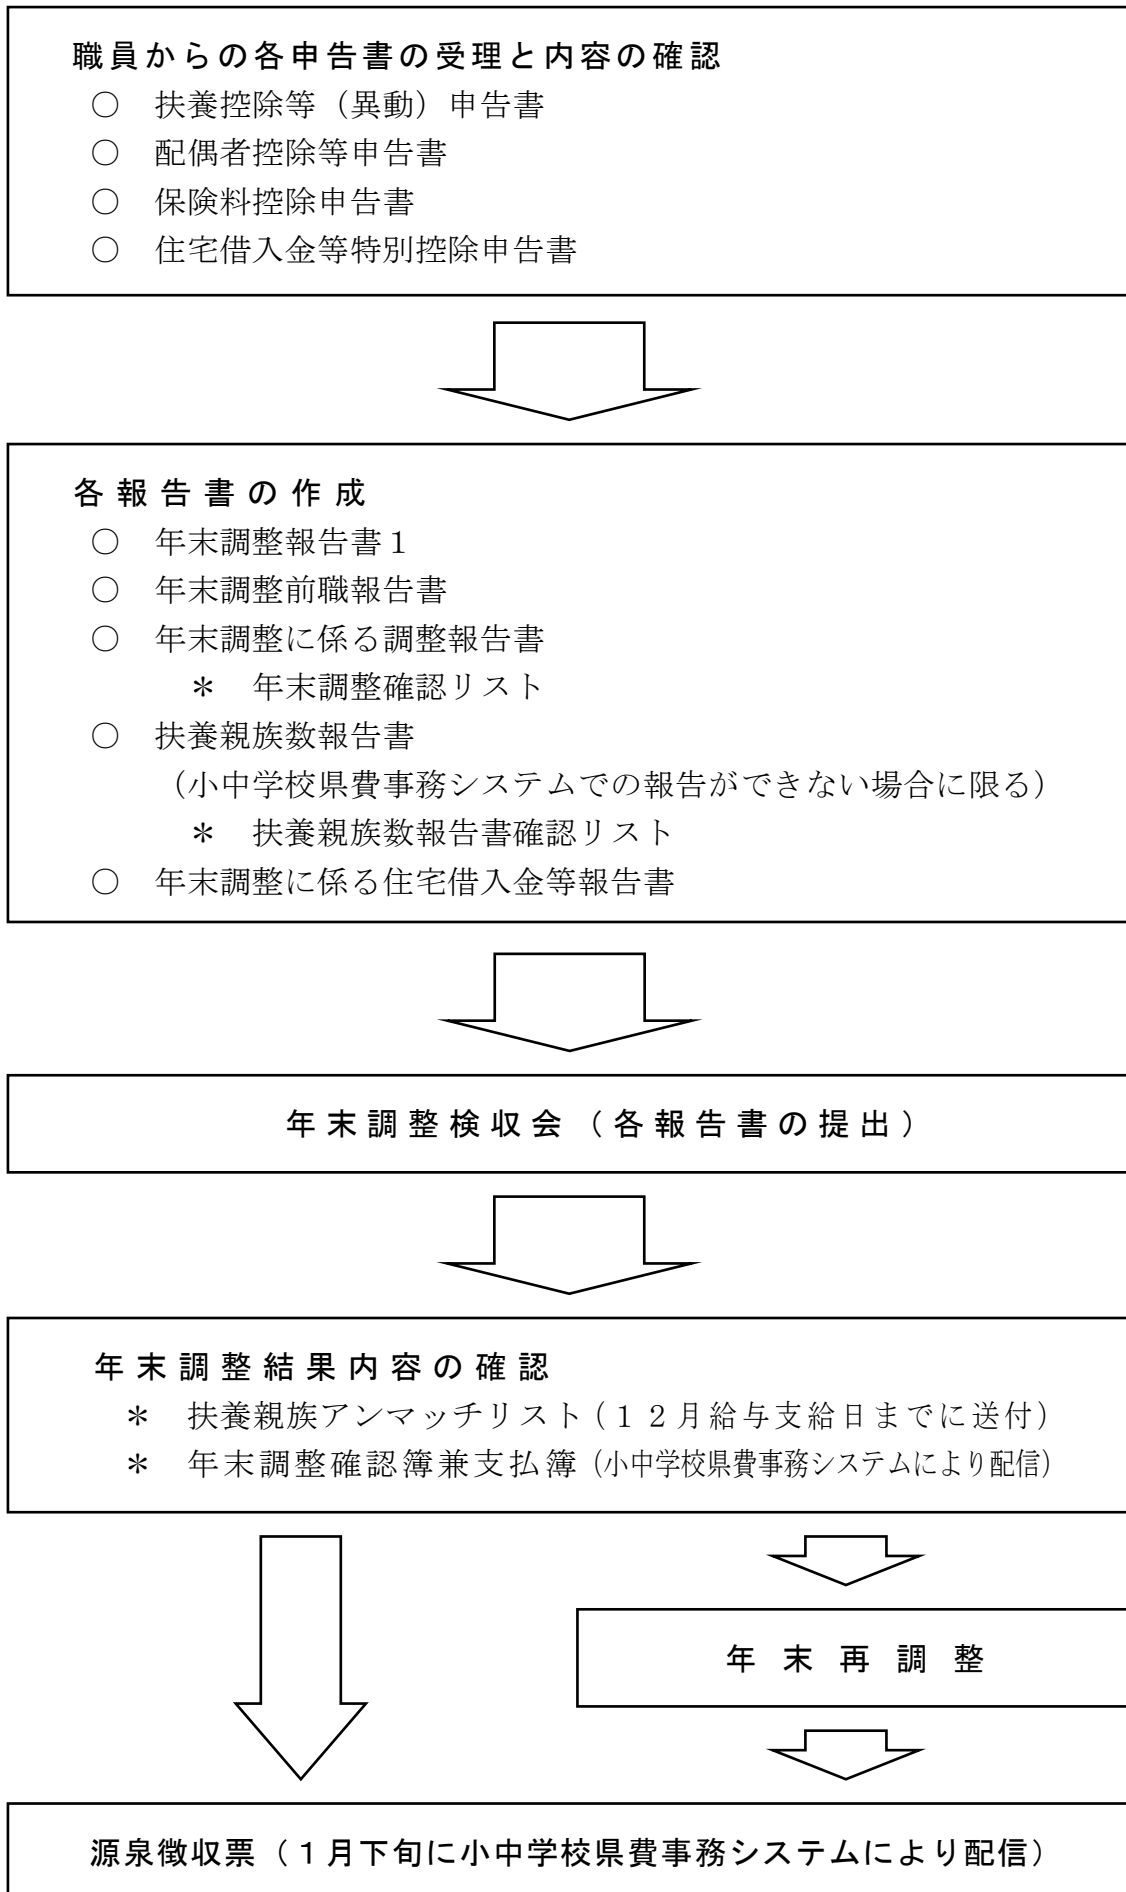 職員からの各申告書の受理と内容の確認
○　扶養控除等（異動）申告書
○　配偶者控除等申告書
○　保険料控除申告書
○　住宅借入金等特別控除申告書
各報告書の作成
○　年末調整報告書１
○　年末調整前職報告書
○　年末調整に係る調整報告書
＊　年末調整確認リスト
○　扶養親族数報告書
（小中学校県費事務システムでの報告ができない場合に限る）
＊　扶養親族数報告書確認リスト
○　年末調整に係る住宅借入金等報告書
年末調整検収会（各報告書の提出）
年末調整結果内容の確認
＊　扶養親族アンマッチリスト（１２月給与支給日までに送付）
＊　年末調整確認簿兼支払簿（小中学校県費事務システムにより配信）
年末再調整
源泉徴収票（１月下旬に小中学校県費事務システムにより配信）